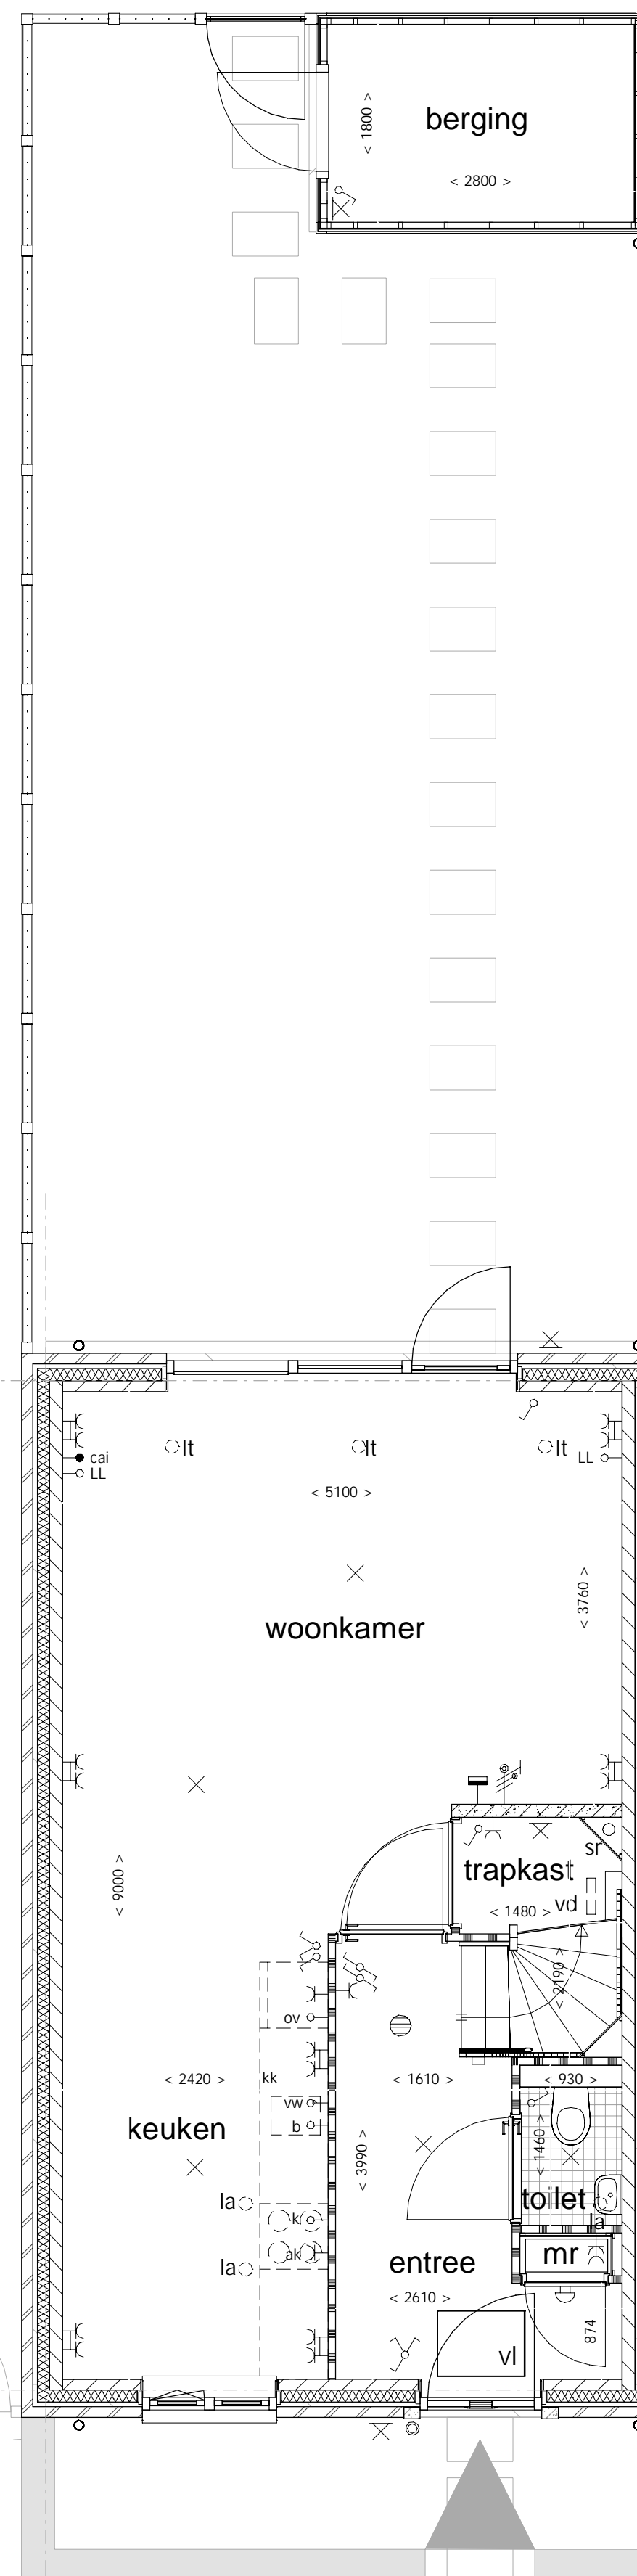 berging
< 1800 >
< 2800 >
lt
lt
lt
cai
LL
LL
< 5100 >
< 3760 >
woonkamer
sr
trapkast
vd
< 1480 >
< 9000 >
< 2190 >
ov
< 2420 >
kk
< 1610 >
< 930 >
vw
b
keuken
< 1460 >
< 3990 >
la
toilet
k
la
ak
la
entree
mr
< 2610 >
874
vl